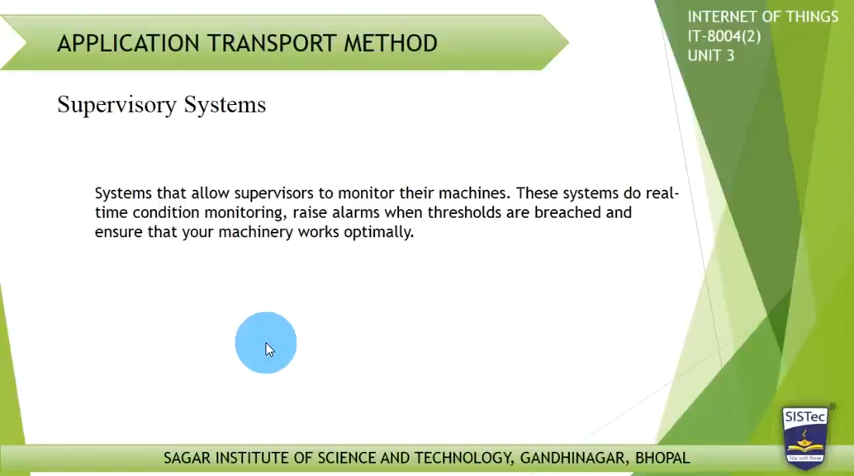 APPLICATION TRANSPORT METHOD
INTERNET OF THINGS
IT-8004(2)
UNIT 3
Supervisory Systems
Systems that allow supervisors to monitor their machines. These systems do real-
time condition monitoring, raise alarms when thresholds are breached and
ensure that your machinery works optimally.
SISTec
®
SAGAR INSTITUTE OF SCIENCE AND TECHNOLOGY, GANDHINAGAR, BHOPAL